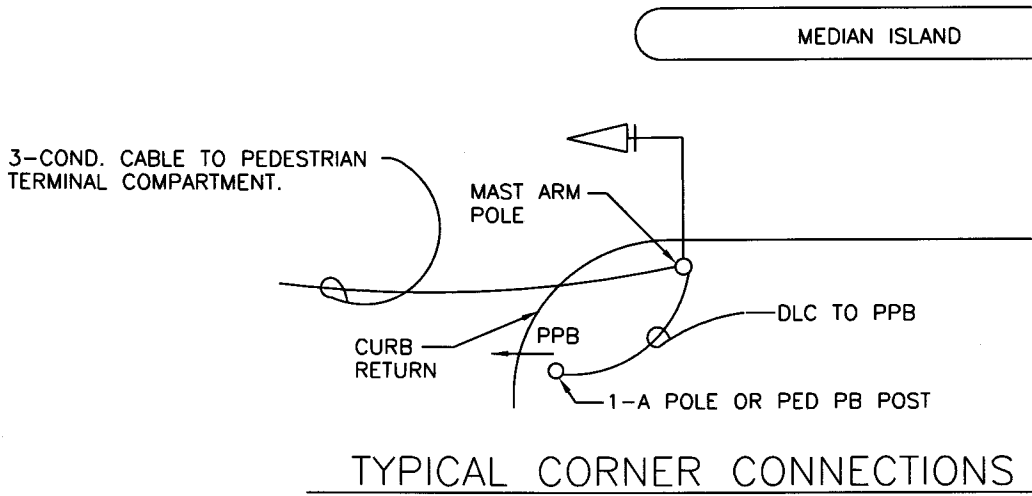 MEDIAN ISLAND
3-COND. CABLE TO PEDESTRIAN
TERMINAL COMPARTMENT.
MAST ARM
POLE
DLC TO PPB
PPB
CURB
RETURN
1-A POLE OR PED PB POST
TYPICAL CORNER CONNECTIONS